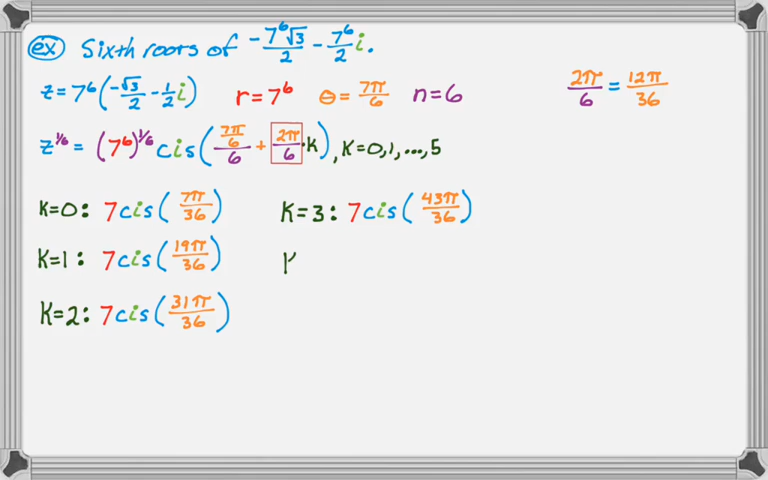 ex Sixth roots of -7⁶√3/2 - 7⁶/2 i.
z = 7⁶(-√3/2 - 1/2 i) r = 7⁶ θ = 7π/6 n = 6 2π/6 = 12π/36
z^1/6 = (7⁶)^1/6 cis(7π/6/6 + 2π/6 · k), K = 0, 1, ..., 5
K=0: 7cis(7π/36)
K=1: 7cis(19π/36)
K=2: 7cis(31π/36)
K=3: 7cis(43π/36)